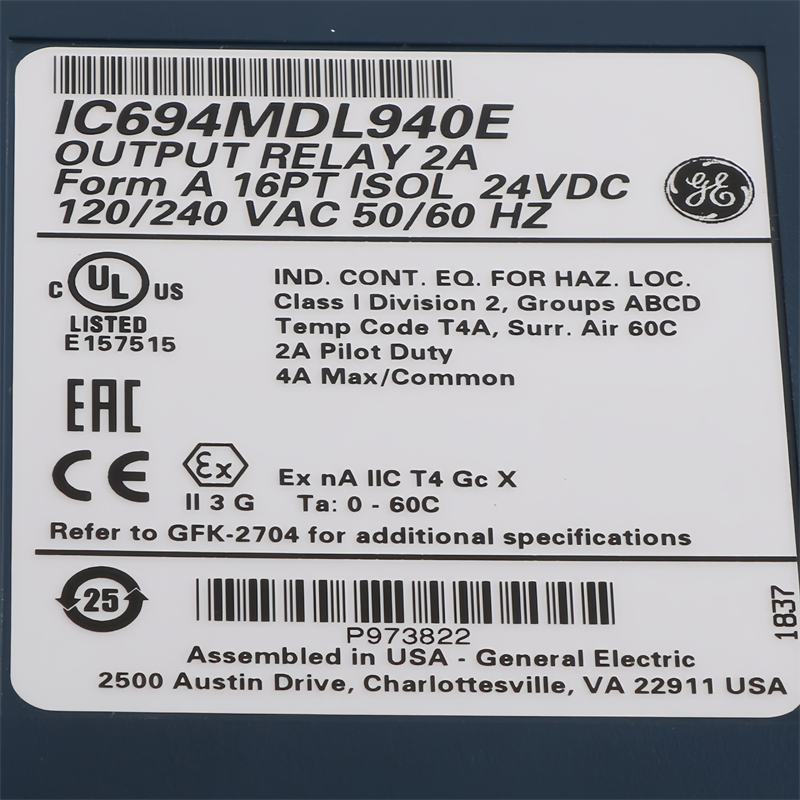 IC694MDL940E
OUTPUT RELAY 2A
Form A 16PT ISOL 24VDC
120/240 VAC 50/60 HZ
GE
C UL US
LISTED
E157515
IND. CONT. EQ. FOR HAZ. LOC.
Class I Division 2, Groups ABCD
Temp Code T4A, Surr. Air 60C
2A Pilot Duty
4A Max/Common
EAC
CE
Ex
II 3 G
Ex nA IIC T4 Gc X
Ta: 0 - 60C
Refer to GFK-2704 for additional specifications
25
P973822
1837
Assembled in USA - General Electric
2500 Austin Drive, Charlottesville, VA 22911 USA